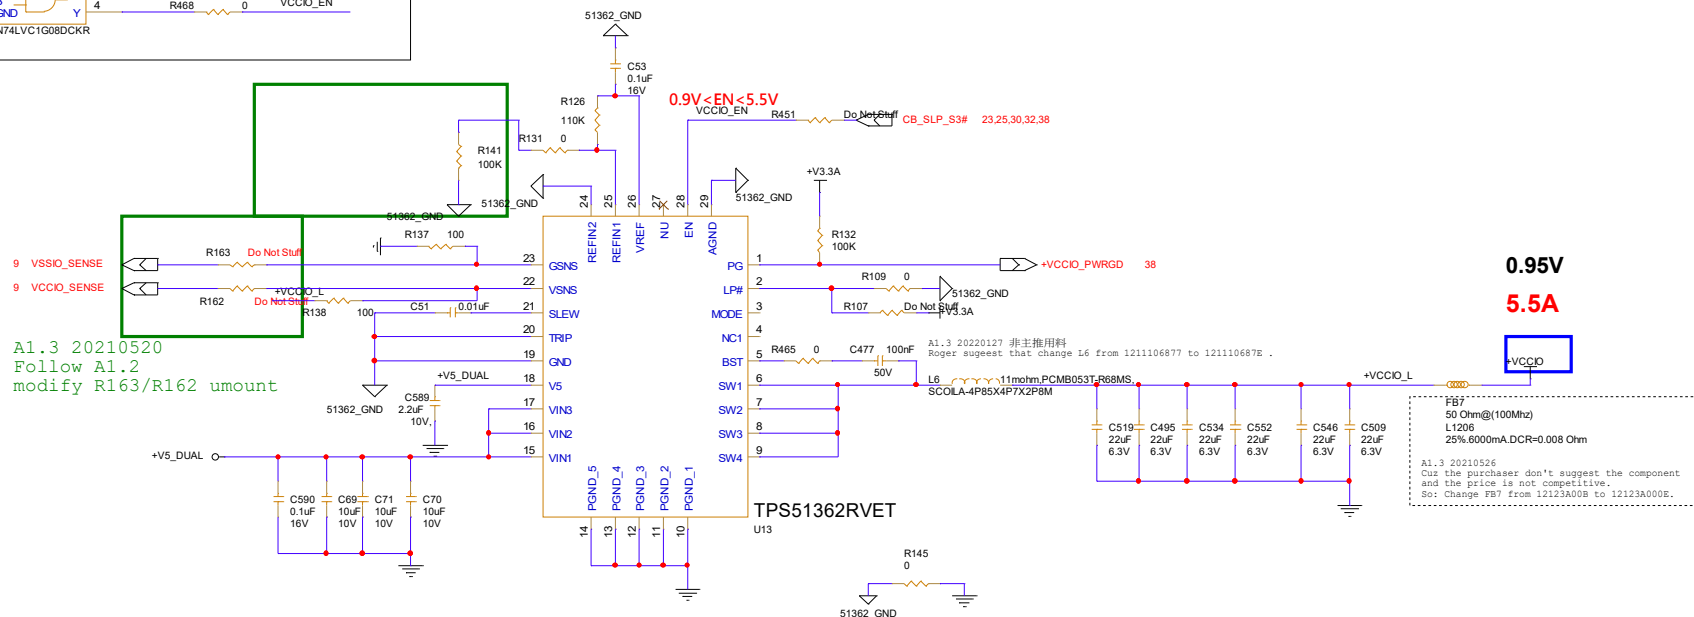 GND
Y
4
R468
0
VCCIO_EN
N74LVC1G08DCKR
51362_GND
C53
0.1uF
16V
R126
110K
0.9V<EN<5.5V
VCCIO_EN
R451
Do Not Stuff
CB_SLP_S3#
23,25,30,32,38
R131
0
R141
100K
51362_GND
51362_GND
51362_GND
+V3.3A
R132
100K
24
25
26
27
28
29
REFIN2
REFIN1
VREF
NU
EN
AGND
R137
100
9
VSSIO_SENSE
R163
Do Not Stuff
9
VCCIO_SENSE
R162
Do Not Stuff
+VCCIO_L
R138
100
C51
0.01uF
23
GSNS
22
VSNS
21
SLEW
20
TRIP
19
GND
18
V5
17
VIN3
16
VIN2
15
VIN1
PG
1
LP#
2
MODE
3
NC1
4
BST
5
SW1
6
SW2
7
SW3
8
SW4
9
+VCCIO_PWRGD
38
R109
0
51362_GND
R107
Do Not Stuff
+V3.3A
0.95V
5.5A
A1.3 20210520
Follow A1.2
modify R163/R162 umount
51362_GND
+V5_DUAL
C589
2.2uF
10V,
R465
0
C477
100nF
50V
A1.3 20220127 非主推用料
Roger sugeest that change L6 from 1211106877 to 121110687E .
L6
11mohm,PCMB053T-R68MS,
SCOILA-4P85X4P7X2P8M
+VCCIO_L
+VCCIO
FB7
50 Ohm@(100Mhz)
L1206
25%.6000mA.DCR=0.008 Ohm
A1.3 20210526
Cuz the purchaser don't suggest the component
and the price is not competitive.
So: Change FB7 from 12123A00B to 12123A000E.
C519
22uF
6.3V
C495
22uF
6.3V
C534
22uF
6.3V
C552
22uF
6.3V
C546
22uF
6.3V
C509
22uF
6.3V
+V5_DUAL
C590
0.1uF
16V
C69
10uF
10V
C71
10uF
10V
C70
10uF
10V
PGND_5
PGND_4
PGND_3
PGND_2
PGND_1
14
13
12
11
10
TPS51362RVET
U13
R145
0
51362_GND